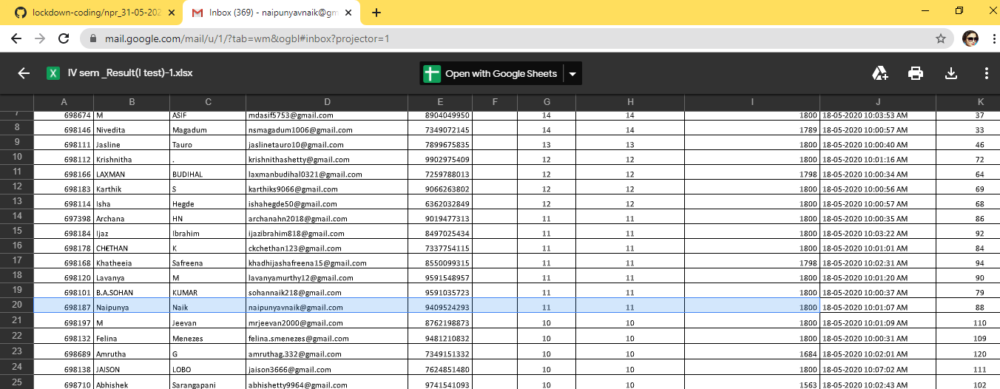 lockdown-coding/npr_31-05-202 Inbox (369) - naipunyavnaik@gm
mail.google.com/mail/u/1/?tab=wm&ogbl#inbox?projector=1
X IV sem _Result(I test)-1.xlsx Open with Google Sheets
A B C D E F G H I J K
7 698674 M ASIF mdasif5753@gmail.com 8904049950 14 14 1800 18-05-2020 10:03:53 AM 37
8 698146 Nivedita Magadum nsmagadum1006@gmail.com 7349072145 14 14 1789 18-05-2020 10:00:57 AM 33
9 698111 Jasline Tauro jaslinetauro10@gmail.com 7899675835 13 13 1800 18-05-2020 10:00:40 AM 46
10 698112 Krishnitha . krishnithashetty@gmail.com 9902975409 12 12 1800 18-05-2020 10:01:16 AM 72
11 698166 LAXMAN BUDIHAL laxmanbudihal0321@gmail.com 7259788013 12 12 1798 18-05-2020 10:00:34 AM 64
12 698183 Karthik S karthiks9066@gmail.com 9066263802 12 12 1800 18-05-2020 10:00:56 AM 69
13 698114 Isha Hegde ishahegde50@gmail.com 6362032849 12 12 1800 18-05-2020 10:00:57 AM 68
14 697398 Archana HN archanahn2018@gmail.com 9019477313 11 11 1800 18-05-2020 10:00:35 AM 86
15 698184 Ijaz Ibrahim ijazibrahim818@gmail.com 8497025434 11 11 1800 18-05-2020 10:03:22 AM 92
16 698178 CHETHAN K ckchethan123@gmail.com 7337754115 11 11 1800 18-05-2020 10:01:01 AM 84
17 698168 Khatheeia Safreena khadhijashafreena15@gmail.com 8550099315 11 11 1798 18-05-2020 10:02:31 AM 94
18 698120 Lavanya M lavanyamurthy12@gmail.com 9591548957 11 11 1800 18-05-2020 10:01:20 AM 90
19 698101 B.A.SOHAN KUMAR sohannaik218@gmail.com 9591035723 11 11 1800 18-05-2020 10:00:37 AM 79
20 698187 Naipunya Naik naipunyavnaik@gmail.com 9409524293 11 11 1800 18-05-2020 10:01:07 AM 88
21 698197 M Jeevan mrjeevan2000@gmail.com 8762198873 10 10 1800 18-05-2020 10:01:09 AM 110
22 698132 Felina Menezes felina.smenezes@gmail.com 9481210832 10 10 1800 18-05-2020 10:00:31 AM 109
23 698689 Amrutha G amruthag.332@gmail.com 7349151332 10 10 1684 18-05-2020 10:02:01 AM 120
24 698138 JAISON LOBO jaison3666@gmail.com 7624851480 10 10 1800 18-05-2020 10:07:02 AM 111
25 698710 Abhishek Sarangapani abhishetty9964@gmail.com 9741541093 10 10 1563 18-05-2020 10:02:43 AM 102